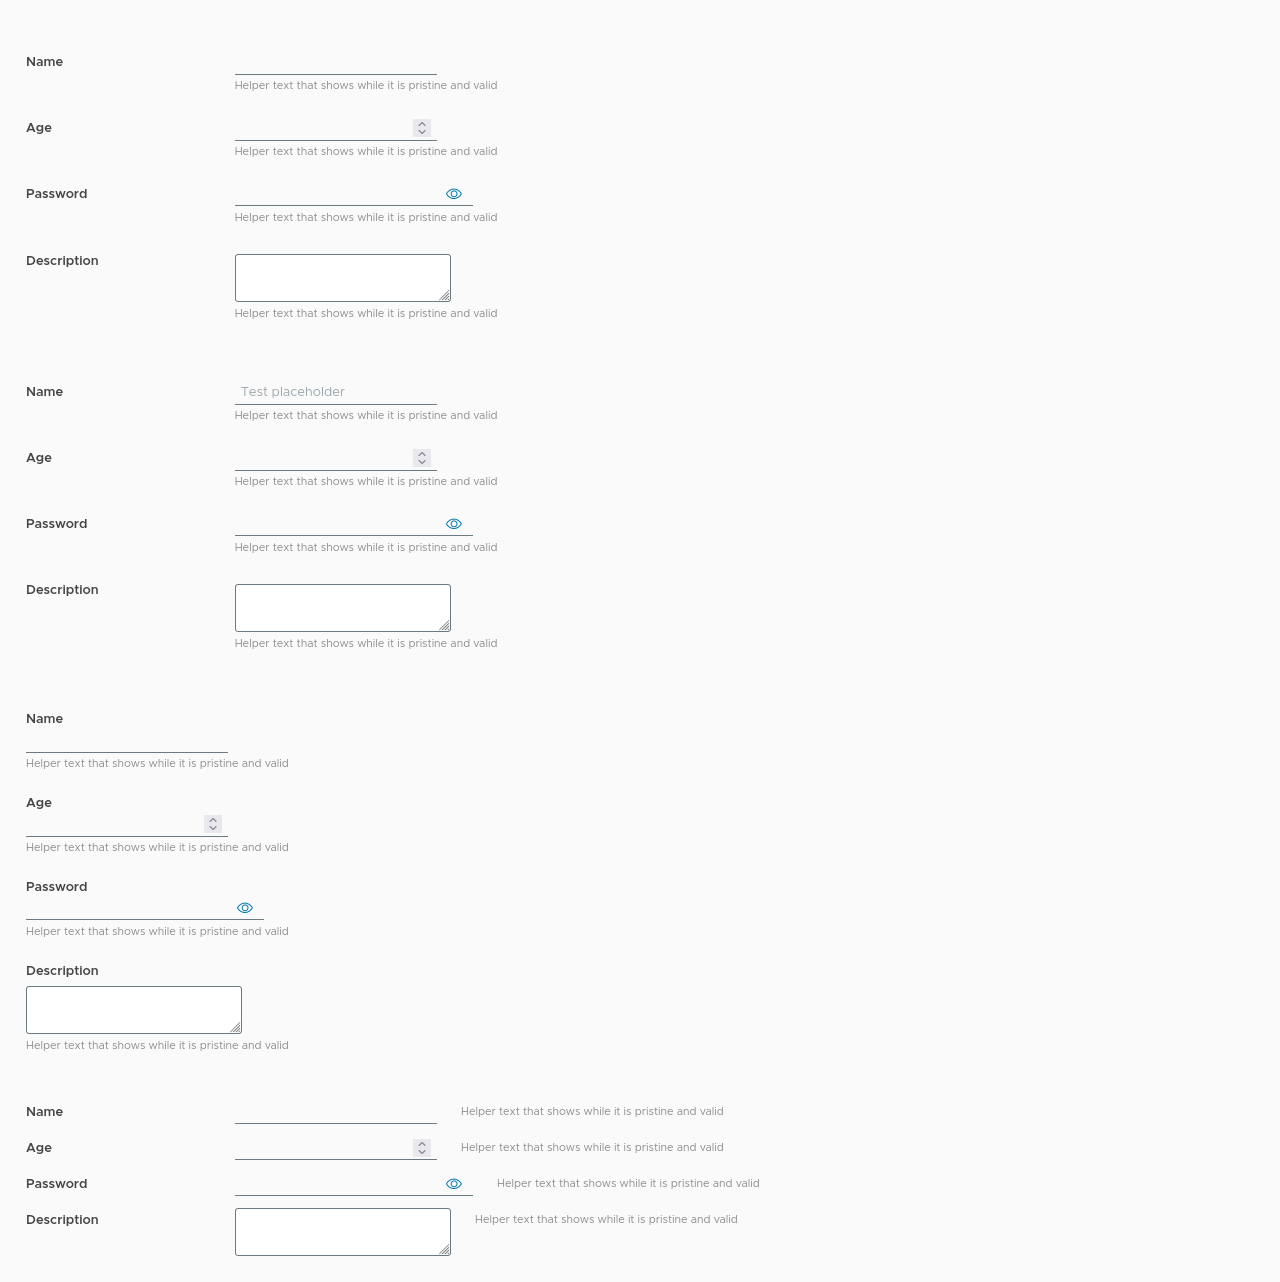 Name
Helper text that shows while it is pristine and valid
Age
Helper text that shows while it is pristine and valid
Password
Helper text that shows while it is pristine and valid
Description
Helper text that shows while it is pristine and valid
Name Test placeholder
Helper text that shows while it is pristine and valid
Age
Helper text that shows while it is pristine and valid
Password
Helper text that shows while it is pristine and valid
Description
Helper text that shows while it is pristine and valid
Name
Helper text that shows while it is pristine and valid
Age
Helper text that shows while it is pristine and valid
Password
Helper text that shows while it is pristine and valid
Description
Helper text that shows while it is pristine and valid
Name Helper text that shows while it is pristine and valid
Age Helper text that shows while it is pristine and valid
Password Helper text that shows while it is pristine and valid
Description Helper text that shows while it is pristine and valid